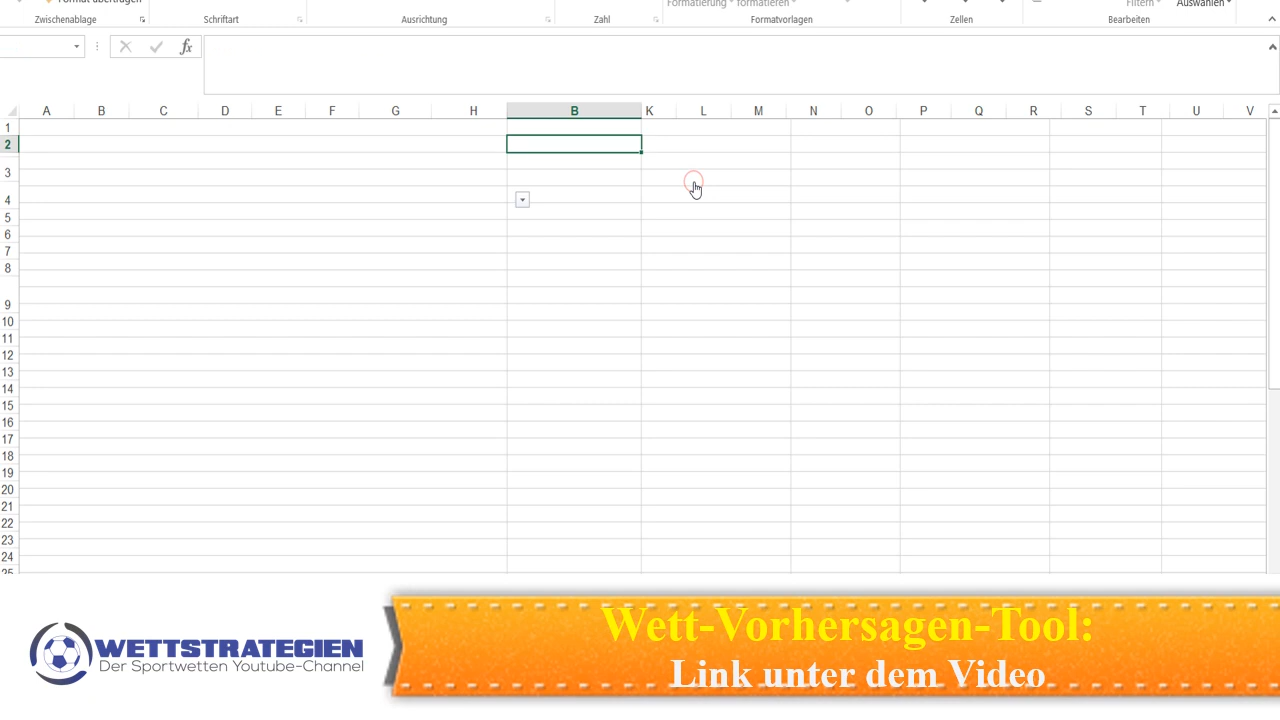 Format übertragen
Formatierung formatieren Filtern Auswählen
Zwischenablage Schriftart Ausrichtung Zahl Formatvorlagen Zellen Bearbeiten
fx
A B C D E F G H B K L M N O P Q R S T U V
1
2
3
4
5
6
7
8
9
10
11
12
13
14
15
16
17
18
19
20
21
22
23
24
25
Wett-Vorhersagen-Tool:
Link unter dem Video
WETTSTRATEGIEN
Der Sportwetten Youtube-Channel